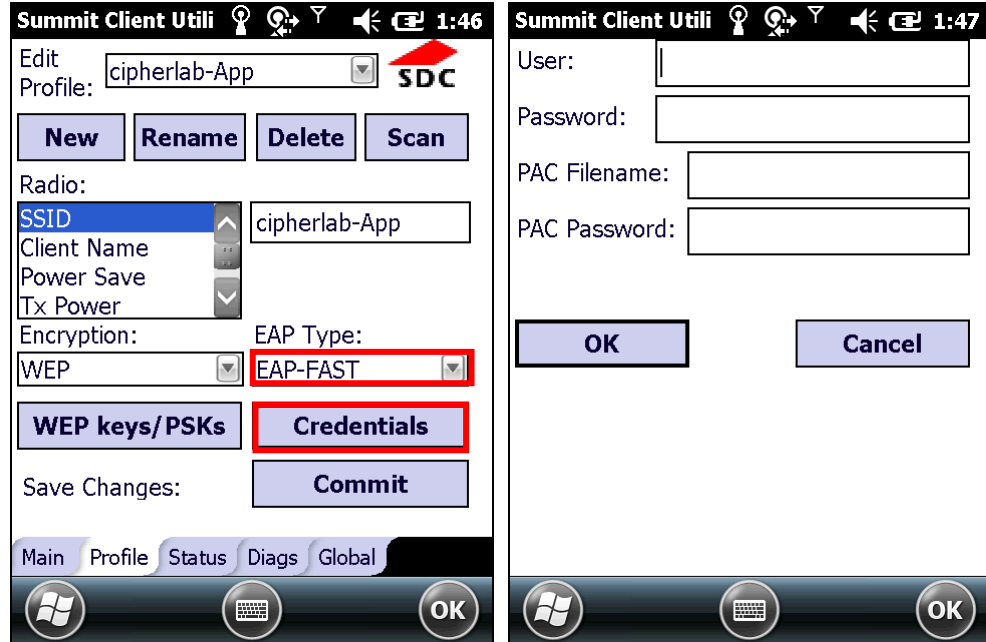 Summit Client Utili 1:46
Edit
Profile:
cipherlab-App
SDC
New Rename Delete Scan
Radio:
SSID
Client Name
Power Save
Tx Power
cipherlab-App
Encryption: EAP Type:
WEP EAP-FAST
WEP keys/PSKs Credentials
Save Changes: Commit
Main Profile Status Diags Global
OK
Summit Client Utili 1:47
User:
Password:
PAC Filename:
PAC Password:
OK Cancel
OK